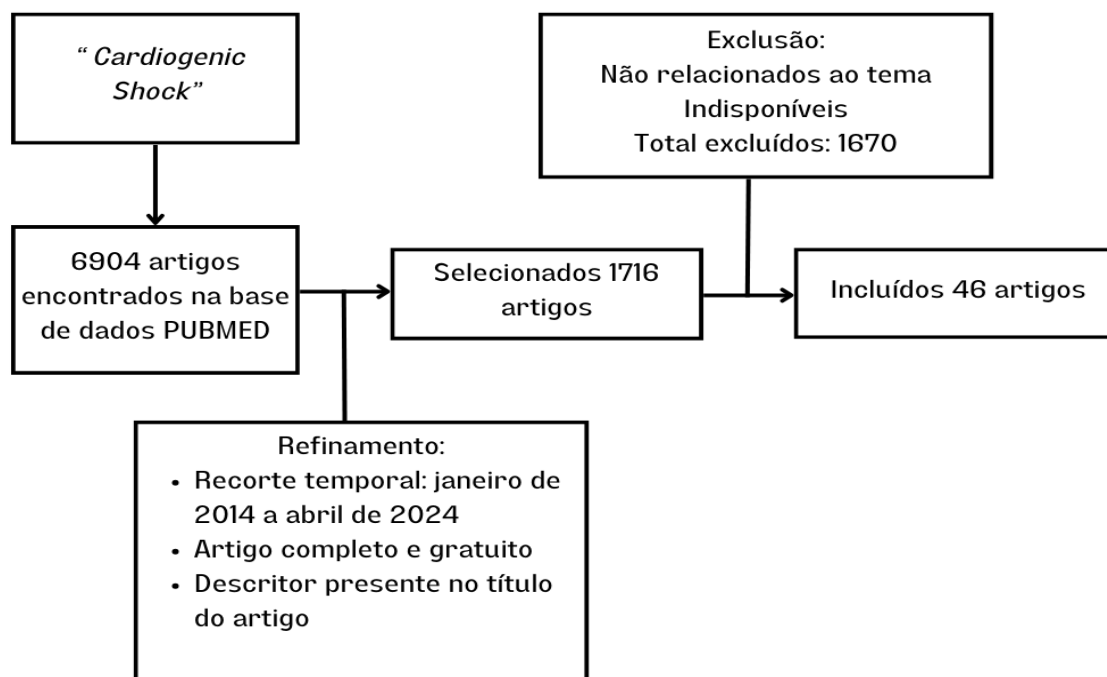 “ Cardiogenic
Shock”
6904 artigos
encontrados na base
de dados PUBMED
Refinamento:
• Recorte temporal: janeiro de
2014 a abril de 2024
• Artigo completo e gratuito
• Descritor presente no título
do artigo
Selecionados 1716
artigos
Exclusão:
Não relacionados ao tema
Indisponíveis
Total excluídos: 1670
Incluídos 46 artigos